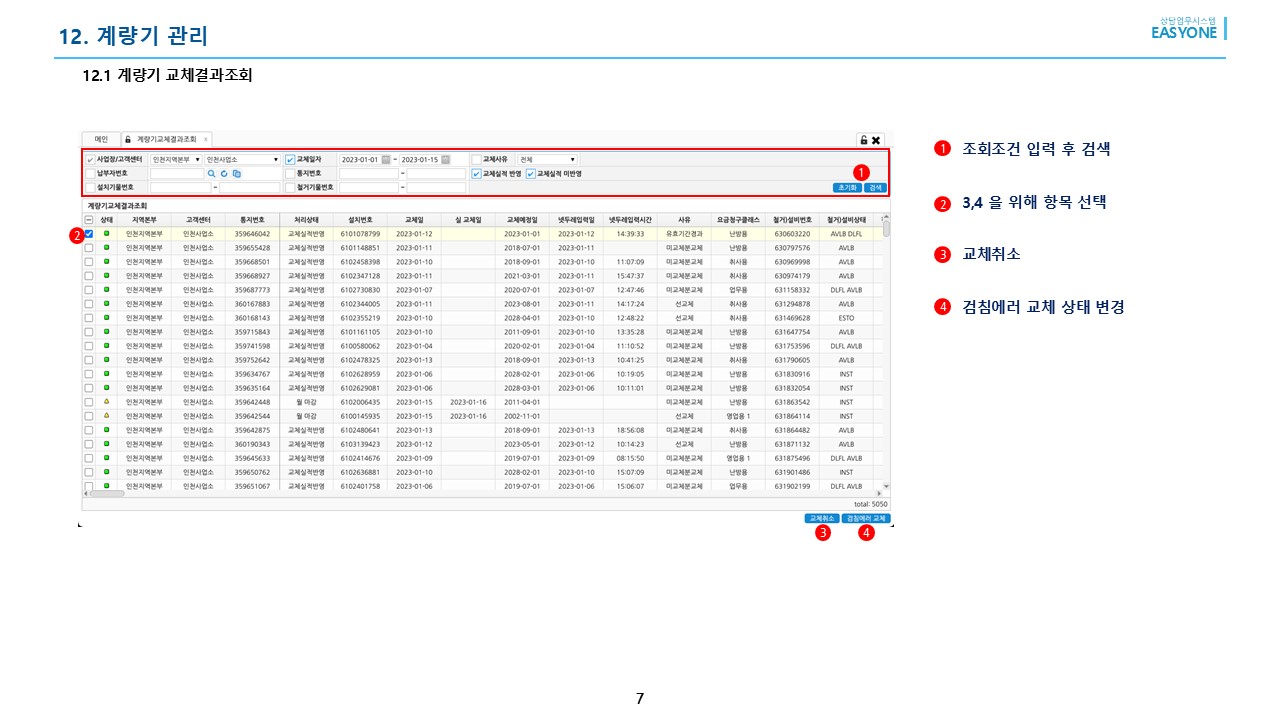 12. 계량기 관리
상담업무시스템
EASYONE
12.1 계량기 교체결과조회
메인 계량기교체결과조회 x
사업장/고객센터 인천지역본부 인천사업소 교체일자 2023-01-01 ~ 2023-01-15 교체사유 전체
납부자번호 통지번호 ~ 교체실적 반영 교체실적 미반영 1
설치기물번호 ~ 철거기물번호 ~ 초기화 검색
계량기교체결과조회
상태 지역본부 고객센터 통지번호 처리상태 설치번호 교체일 실 교체일 교체예정일 넷두레입력일 넷두레입력시간 사유 요금청구클래스 철거)설비번호 철거)설비상태
2 인천지역본부 인천사업소 359646042 교체실적반영 6101078799 2023-01-12 2023-01-01 2023-01-12 14:39:33 유효기간경과 난방용 630603220 AVLB DLFL
인천지역본부 인천사업소 359655428 교체실적반영 6101148851 2023-01-11 2018-07-01 2023-01-11 미교체분교체 난방용 630797576 AVLB
인천지역본부 인천사업소 359668501 교체실적반영 6102458398 2023-01-10 2018-09-01 2023-01-10 11:07:09 미교체분교체 취사용 630969998 AVLB
인천지역본부 인천사업소 359668927 교체실적반영 6102347128 2023-01-11 2021-03-01 2023-01-11 15:47:37 미교체분교체 취사용 630974179 AVLB
인천지역본부 인천사업소 359687773 교체실적반영 6102730830 2023-01-07 2020-07-01 2023-01-07 12:47:46 미교체분교체 업무용 631158332 DLFL AVLB
인천지역본부 인천사업소 360167883 교체실적반영 6102344005 2023-01-11 2023-08-01 2023-01-11 14:17:24 선교체 취사용 631294878 AVLB
인천지역본부 인천사업소 360168143 교체실적반영 6102355219 2023-01-10 2028-04-01 2023-01-10 12:48:22 선교체 취사용 631469628 ESTO
인천지역본부 인천사업소 359715843 교체실적반영 6101161105 2023-01-10 2011-09-01 2023-01-10 13:35:28 미교체분교체 난방용 631647754 AVLB
인천지역본부 인천사업소 359741598 교체실적반영 6100580062 2023-01-04 2020-02-01 2023-01-04 11:10:52 미교체분교체 난방용 631753596 DLFL AVLB
인천지역본부 인천사업소 359752642 교체실적반영 6102478325 2023-01-13 2018-09-01 2023-01-13 10:41:25 미교체분교체 취사용 631790605 AVLB
인천지역본부 인천사업소 359634767 교체실적반영 6102628959 2023-01-06 2028-02-01 2023-01-06 10:19:05 미교체분교체 난방용 631830916 INST
인천지역본부 인천사업소 359635164 교체실적반영 6102629081 2023-01-06 2028-03-01 2023-01-06 10:11:01 미교체분교체 난방용 631832054 INST
인천지역본부 인천사업소 359642448 월 마감 6102006435 2023-01-15 2023-01-16 2011-04-01 미교체분교체 난방용 631863542 INST
인천지역본부 인천사업소 359642544 월 마감 6100145935 2023-01-15 2023-01-16 2002-11-01 선교체 영업용 1 631864114 INST
인천지역본부 인천사업소 359642875 교체실적반영 6102480641 2023-01-13 2018-09-01 2023-01-13 18:56:08 미교체분교체 취사용 631864482 AVLB
인천지역본부 인천사업소 360190343 교체실적반영 6103139423 2023-01-12 2023-05-01 2023-01-12 10:14:23 선교체 난방용 631871132 AVLB
인천지역본부 인천사업소 359645633 교체실적반영 6102414676 2023-01-09 2019-07-01 2023-01-09 08:15:50 미교체분교체 영업용 1 631875496 DLFL AVLB
인천지역본부 인천사업소 359650762 교체실적반영 6102636881 2023-01-10 2028-02-01 2023-01-10 15:07:09 미교체분교체 난방용 631901486 INST
인천지역본부 인천사업소 359651067 교체실적반영 6102401758 2023-01-06 2019-07-01 2023-01-06 15:06:07 미교체분교체 업무용 631902199 DLFL AVLB
total: 5050
교체취소 검침에러 교체
3 4
1 조회조건 입력 후 검색
2 3,4 을 위해 항목 선택
3 교체취소
4 검침에러 교체 상태 변경
7